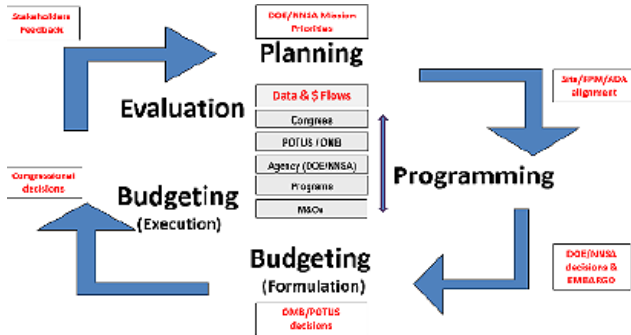 Stakeholders
Feedback
DOE/NNSA Mission
Priorities
Planning
Evaluation
Data & $ Flows
Congress
POTUS / OMB
Agency (DOE/NNSA)
Programs
M&Os
Site/FPM/ADA
alignment
Programming
Congressional
decisions
Budgeting
(Execution)
Budgeting
(Formulation)
DOE/NNSA
decisions &
EMBARGO
OMB/POTUS
decisions